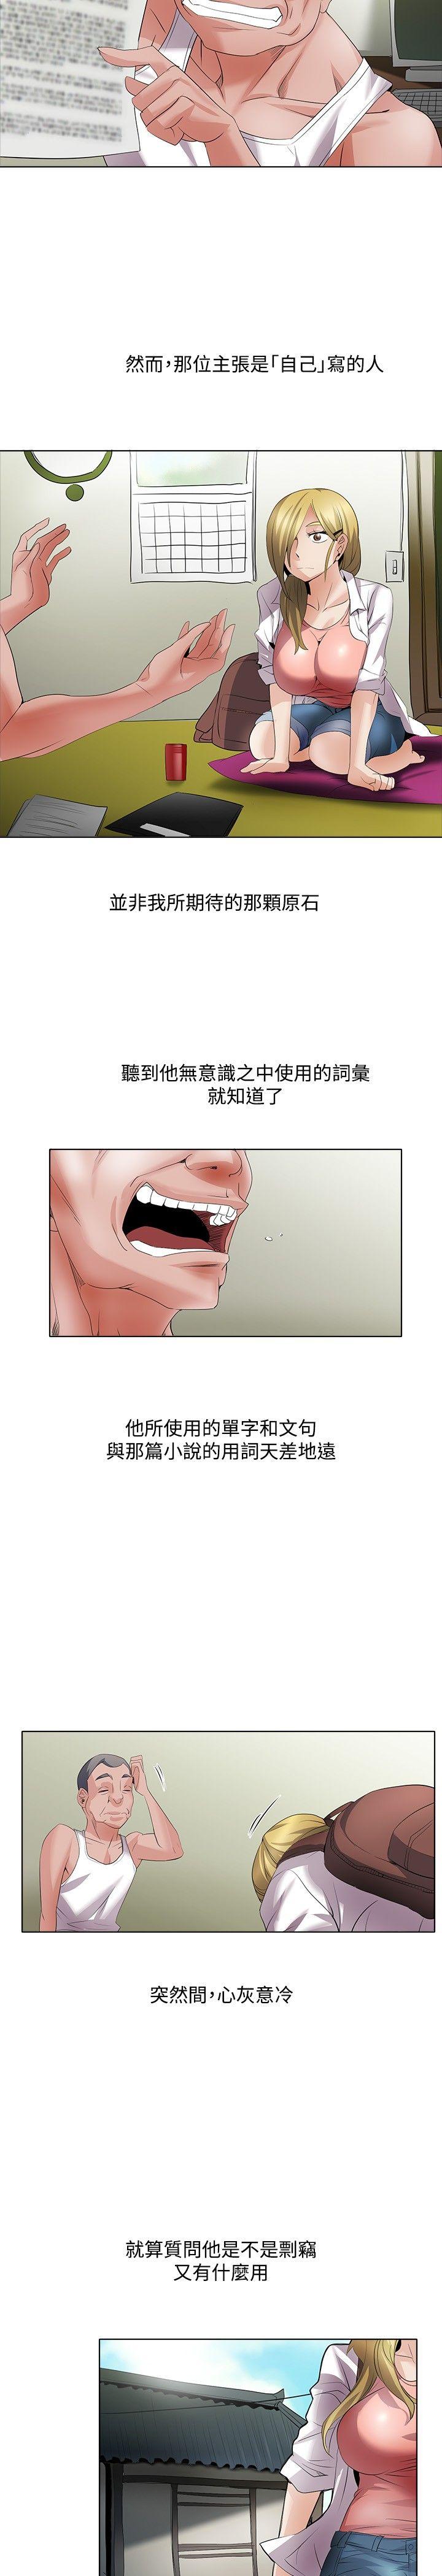 然而，那位主張是「自己」寫的人
並非我所期待的那顆原石
聽到他無意識之中使用的詞彙
就知道了
他所使用的單字和文句
與那篇小說的用詞天差地遠
突然間，心灰意冷
就算質問他是不是剽竊
又有什麼用